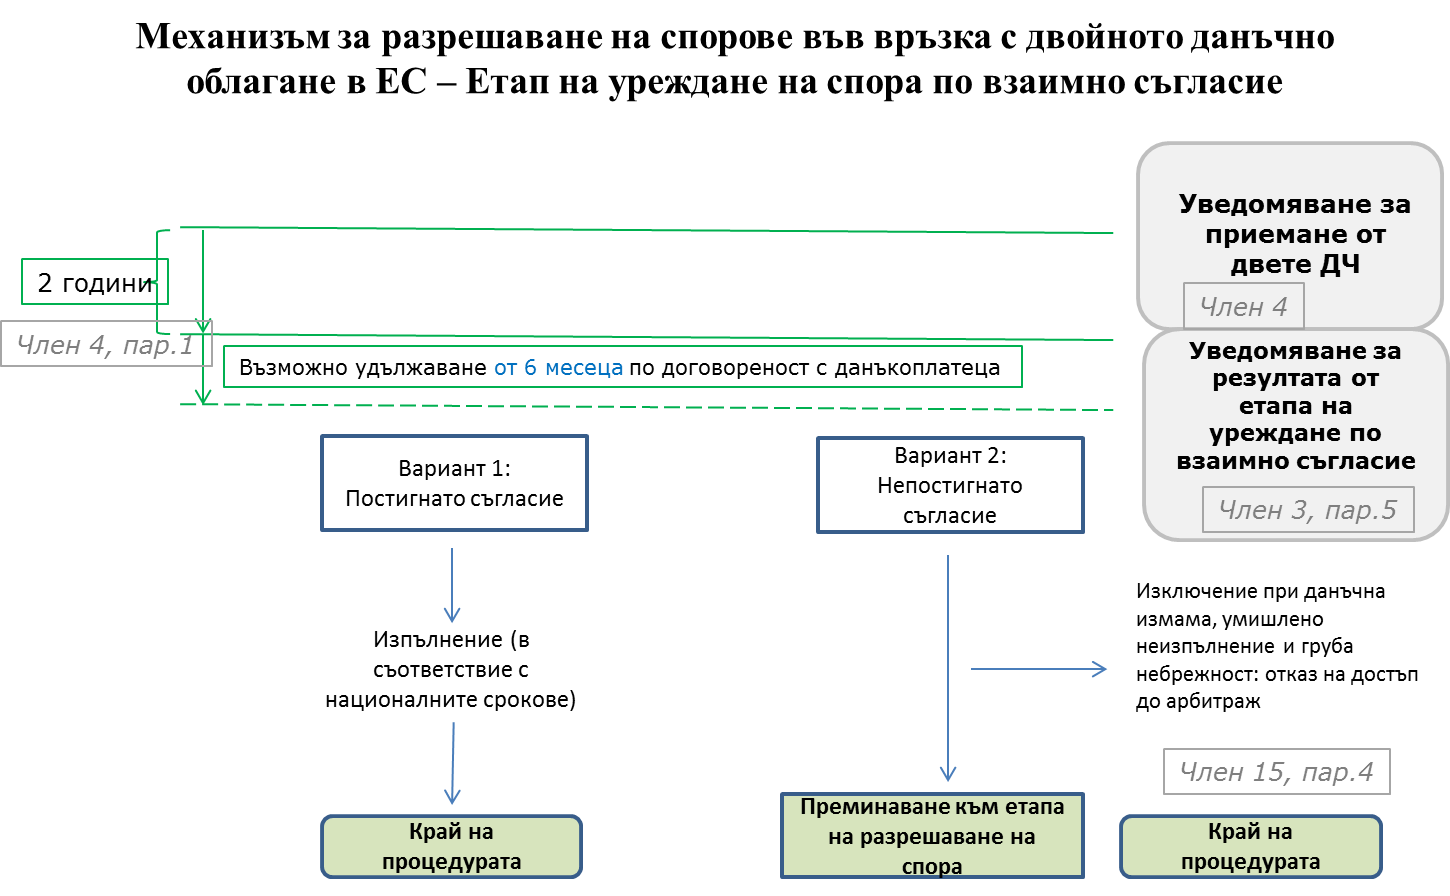 Механизъм за разрешаване на спорове във връзка с двойното данъчно
облагане в ЕС – Етап на уреждане на спора по взаимно съгласие
Уведомяване за
приемане от
двете ДЧ
Член 4
2 години
Член 4, пар.1
Възможно удължаване от 6 месеца по договореност с данъкоплатеца
Уведомяване за
резултата от
етапа на
уреждане по
взаимно съгласие
Член 3, пар.5
Вариант 1:
Постигнато съгласие
Вариант 2:
Непостигнато
съгласие
Изпълнение (в
съответствие с
националните срокове)
Изключение при данъчна
измама, умишлено
неизпълнение и груба
небрежност: отказ на достъп
до арбитраж
Член 15, пар.4
Край на
процедурата
Преминаване към етапа
на разрешаване на
спора
Край на
процедурата